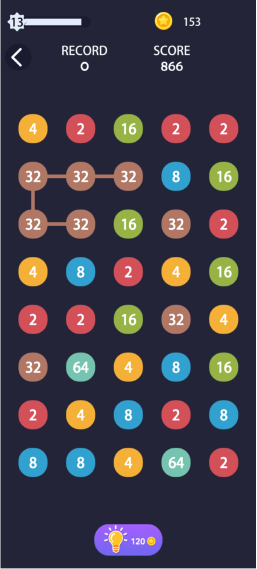 13 153
RECORD SCORE
0 866
4 2 16 2 2
32 32 32 8 16
32 32 16 32 2
4 8 2 4 16
2 2 16 32 4
32 64 4 8 16
2 4 8 2 8
8 8 4 64 2
120